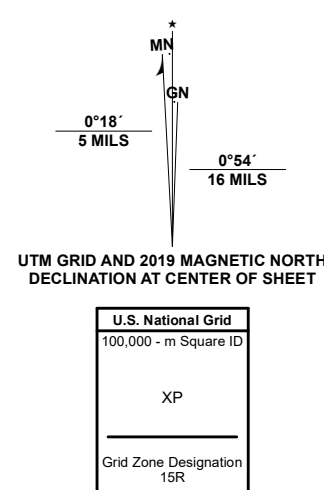 MN
GN
0°18´
5 MILS
0°54´
16 MILS
UTM GRID AND 2019 MAGNETIC NORTH
DECLINATION AT CENTER OF SHEET
U.S. National Grid
100,000 - m Square ID
XP
Grid Zone Designation
15R